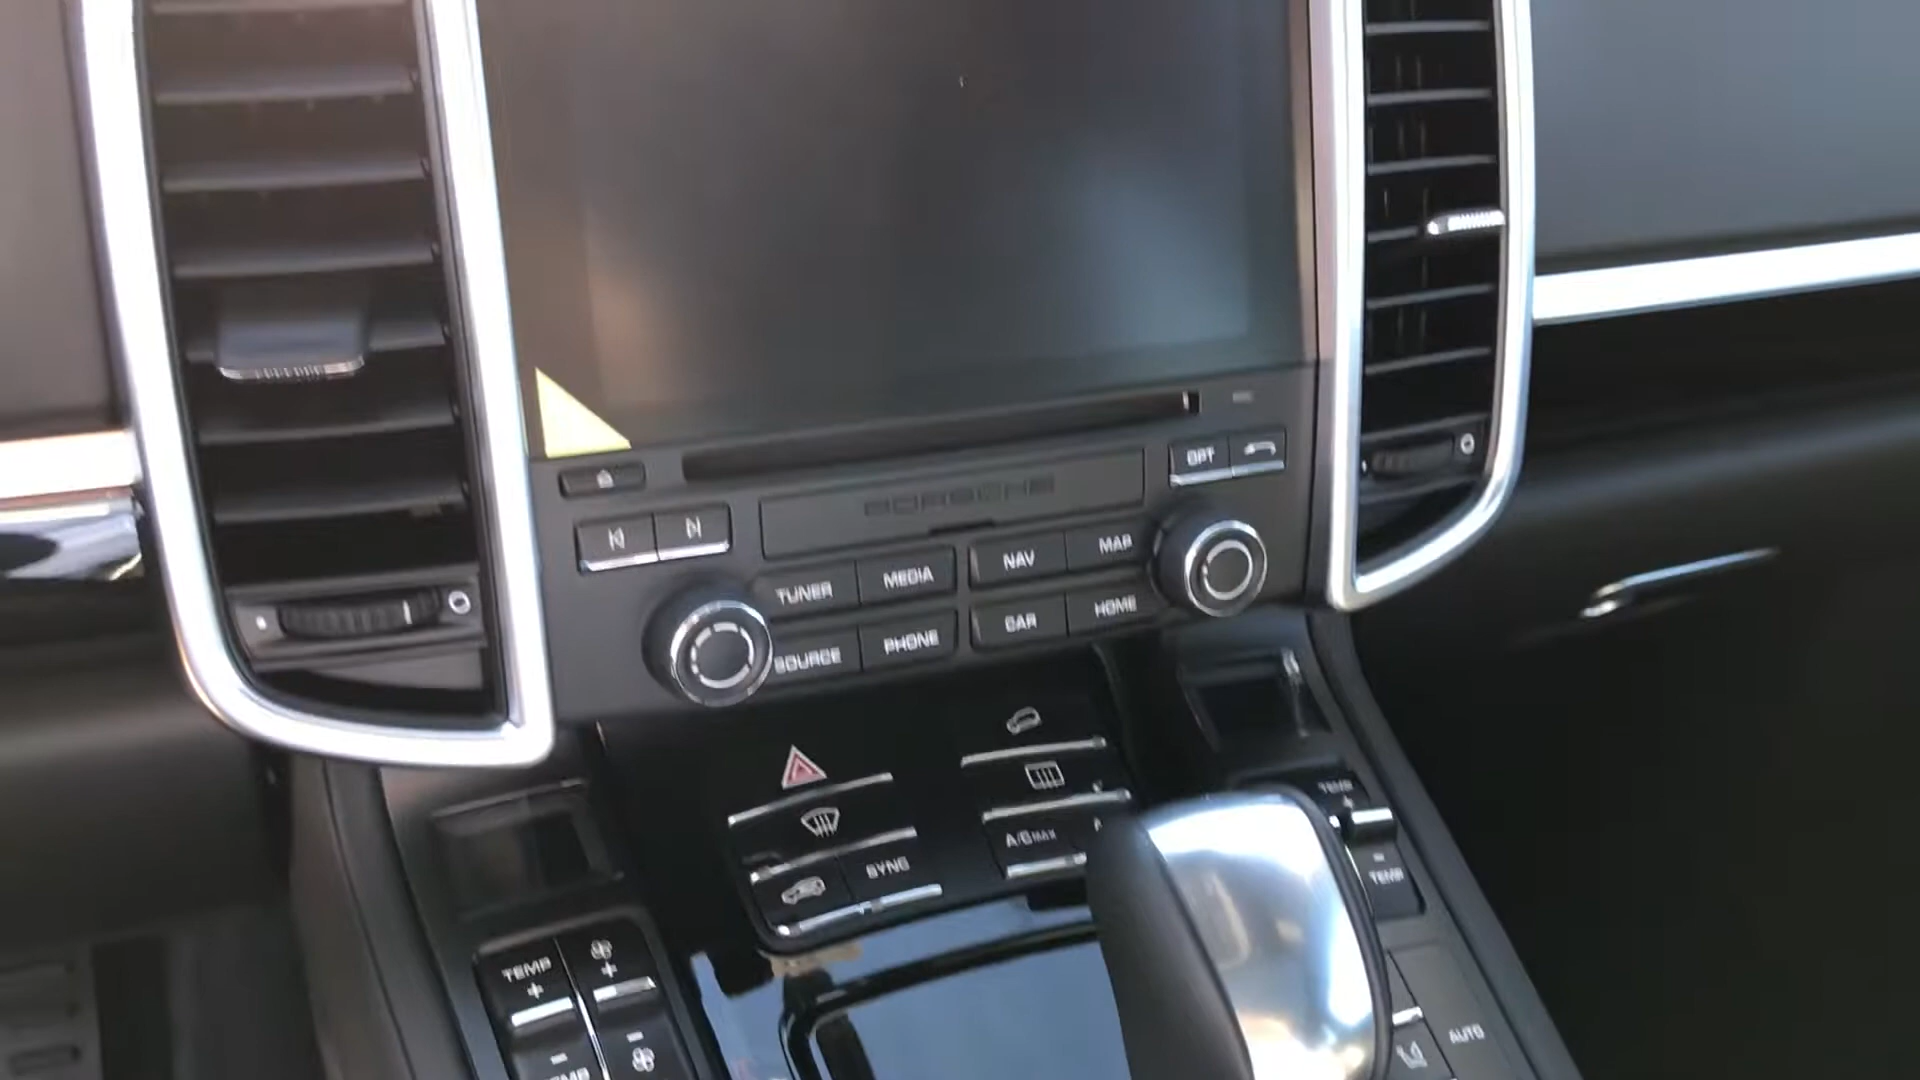 OPT
PORSCHE
TUNER MEDIA NAV MAP
SOURCE PHONE CAR HOME
A/C MAX
SYNC
TEMP +
- TEMP
TEMP +
AUTO